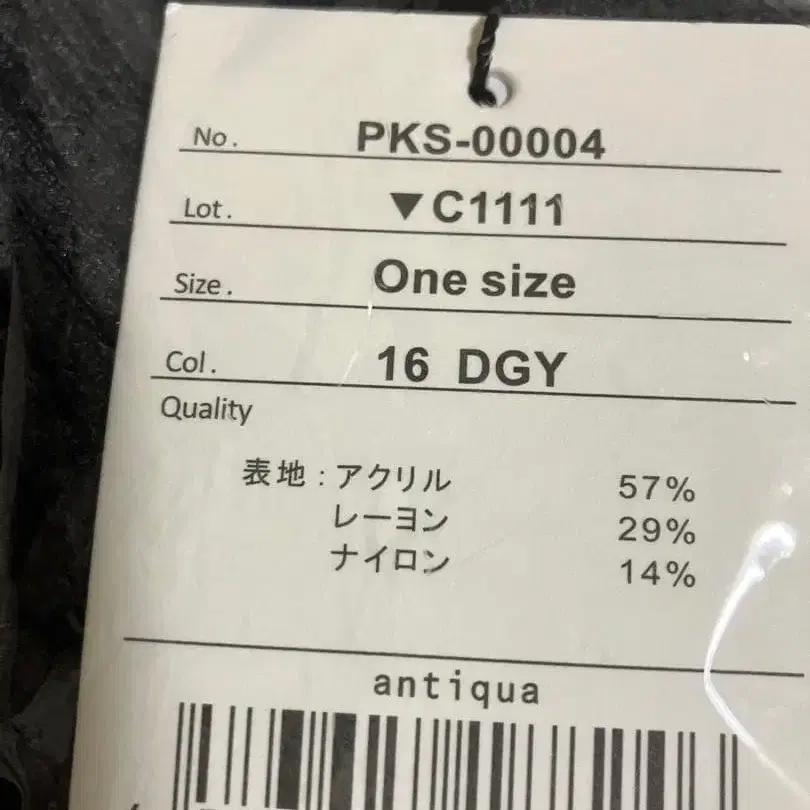 No. PKS-00004
Lot. ▼C1111
Size. One size
Col. 16 DGY
Quality
表地:アクリル 57%
レーヨン 29%
ナイロン 14%
antiqua